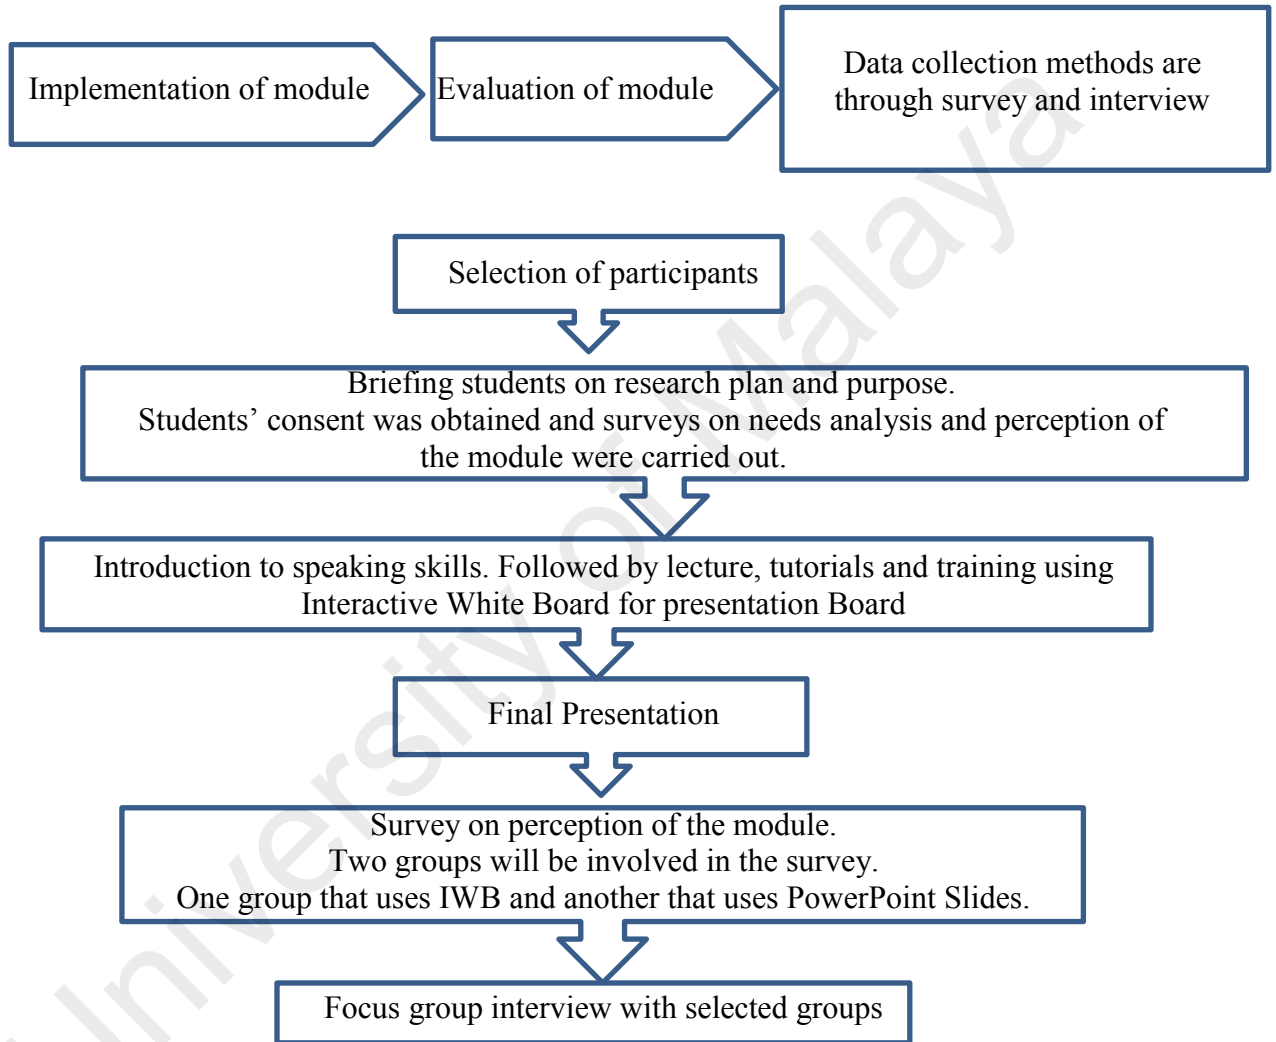 Implementation of module
Evaluation of module
Data collection methods are
through survey and interview
Selection of participants
Briefing students on research plan and purpose.
Students’ consent was obtained and surveys on needs analysis and perception of
the module were carried out.
Introduction to speaking skills. Followed by lecture, tutorials and training using
Interactive White Board for presentation Board
Final Presentation
Survey on perception of the module.
Two groups will be involved in the survey.
One group that uses IWB and another that uses PowerPoint Slides.
Focus group interview with selected groups
University of Malaya